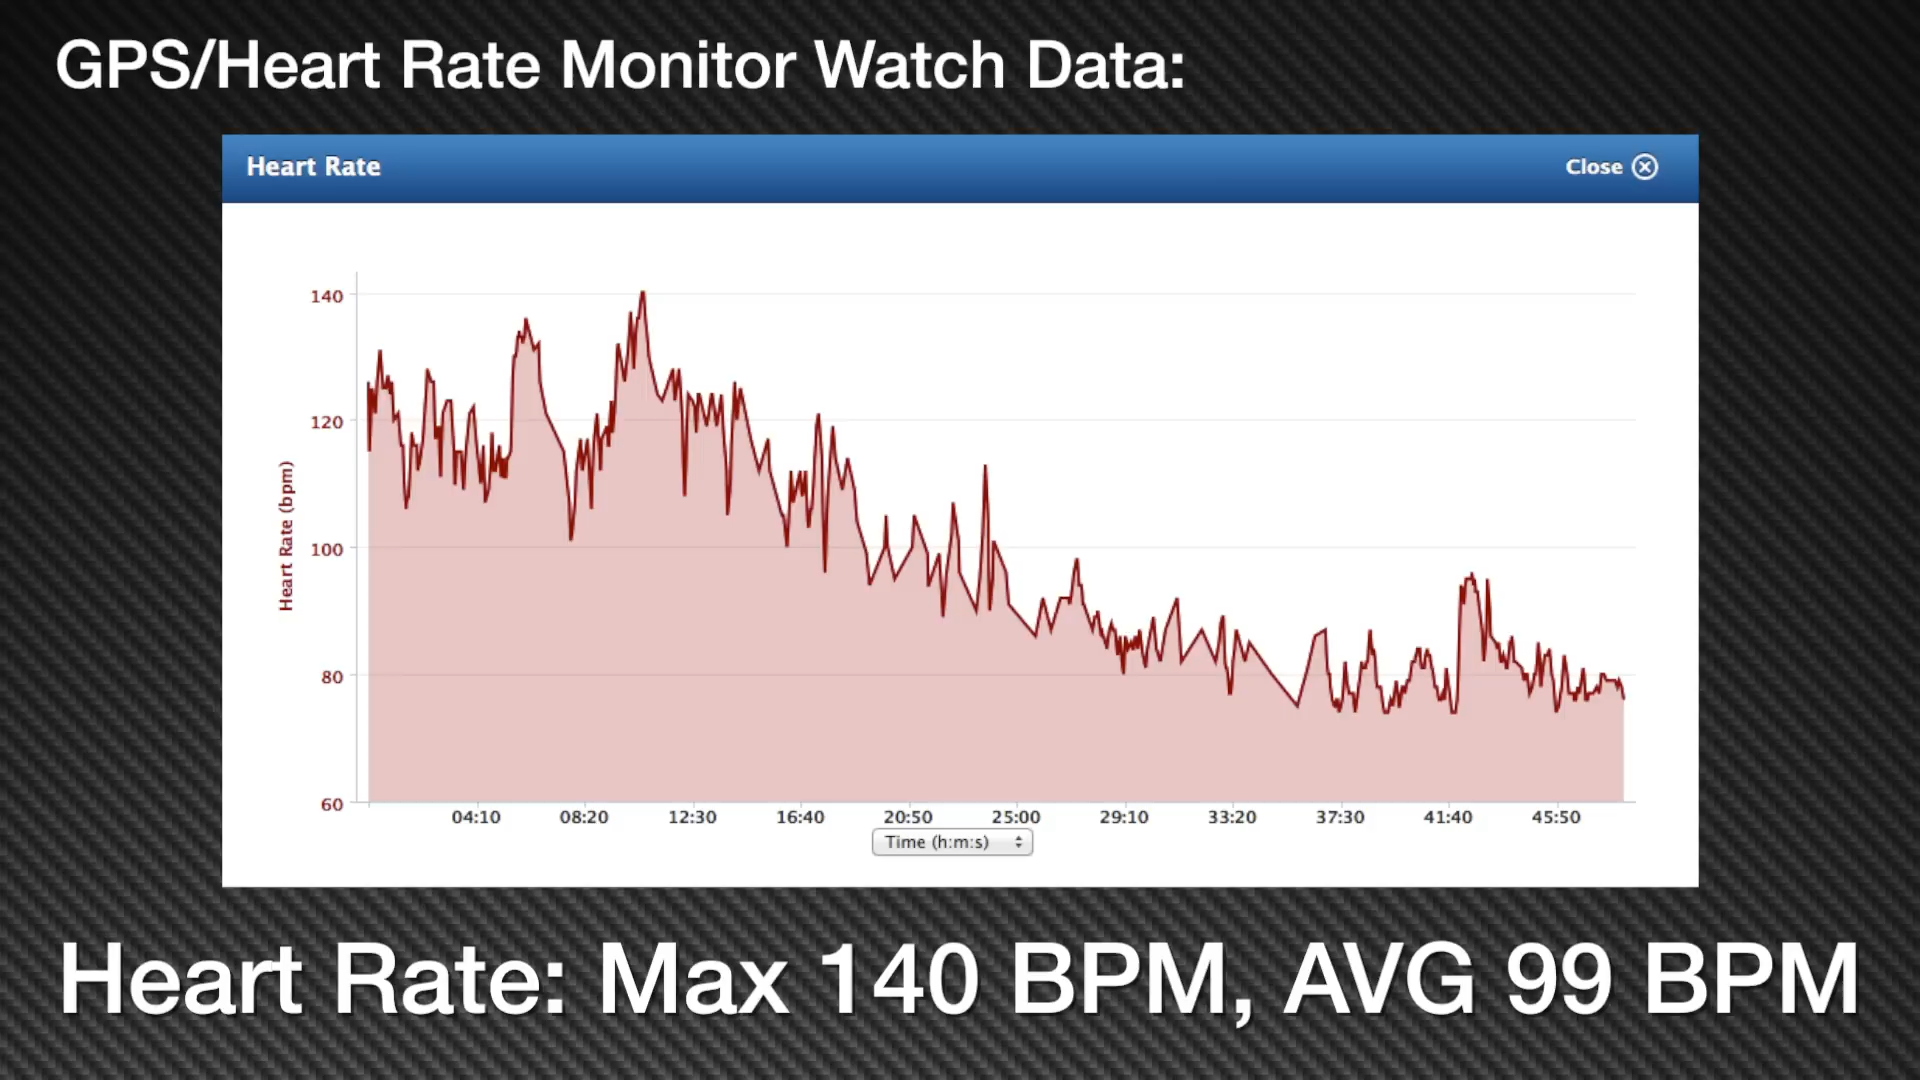 GPS/Heart Rate Monitor Watch Data:
Heart Rate
Close
Heart Rate (bpm)
140
120
100
80
60
04:10 08:20 12:30 16:40 20:50 25:00 29:10 33:20 37:30 41:40 45:50
Time (h:m:s)
Heart Rate: Max 140 BPM, AVG 99 BPM